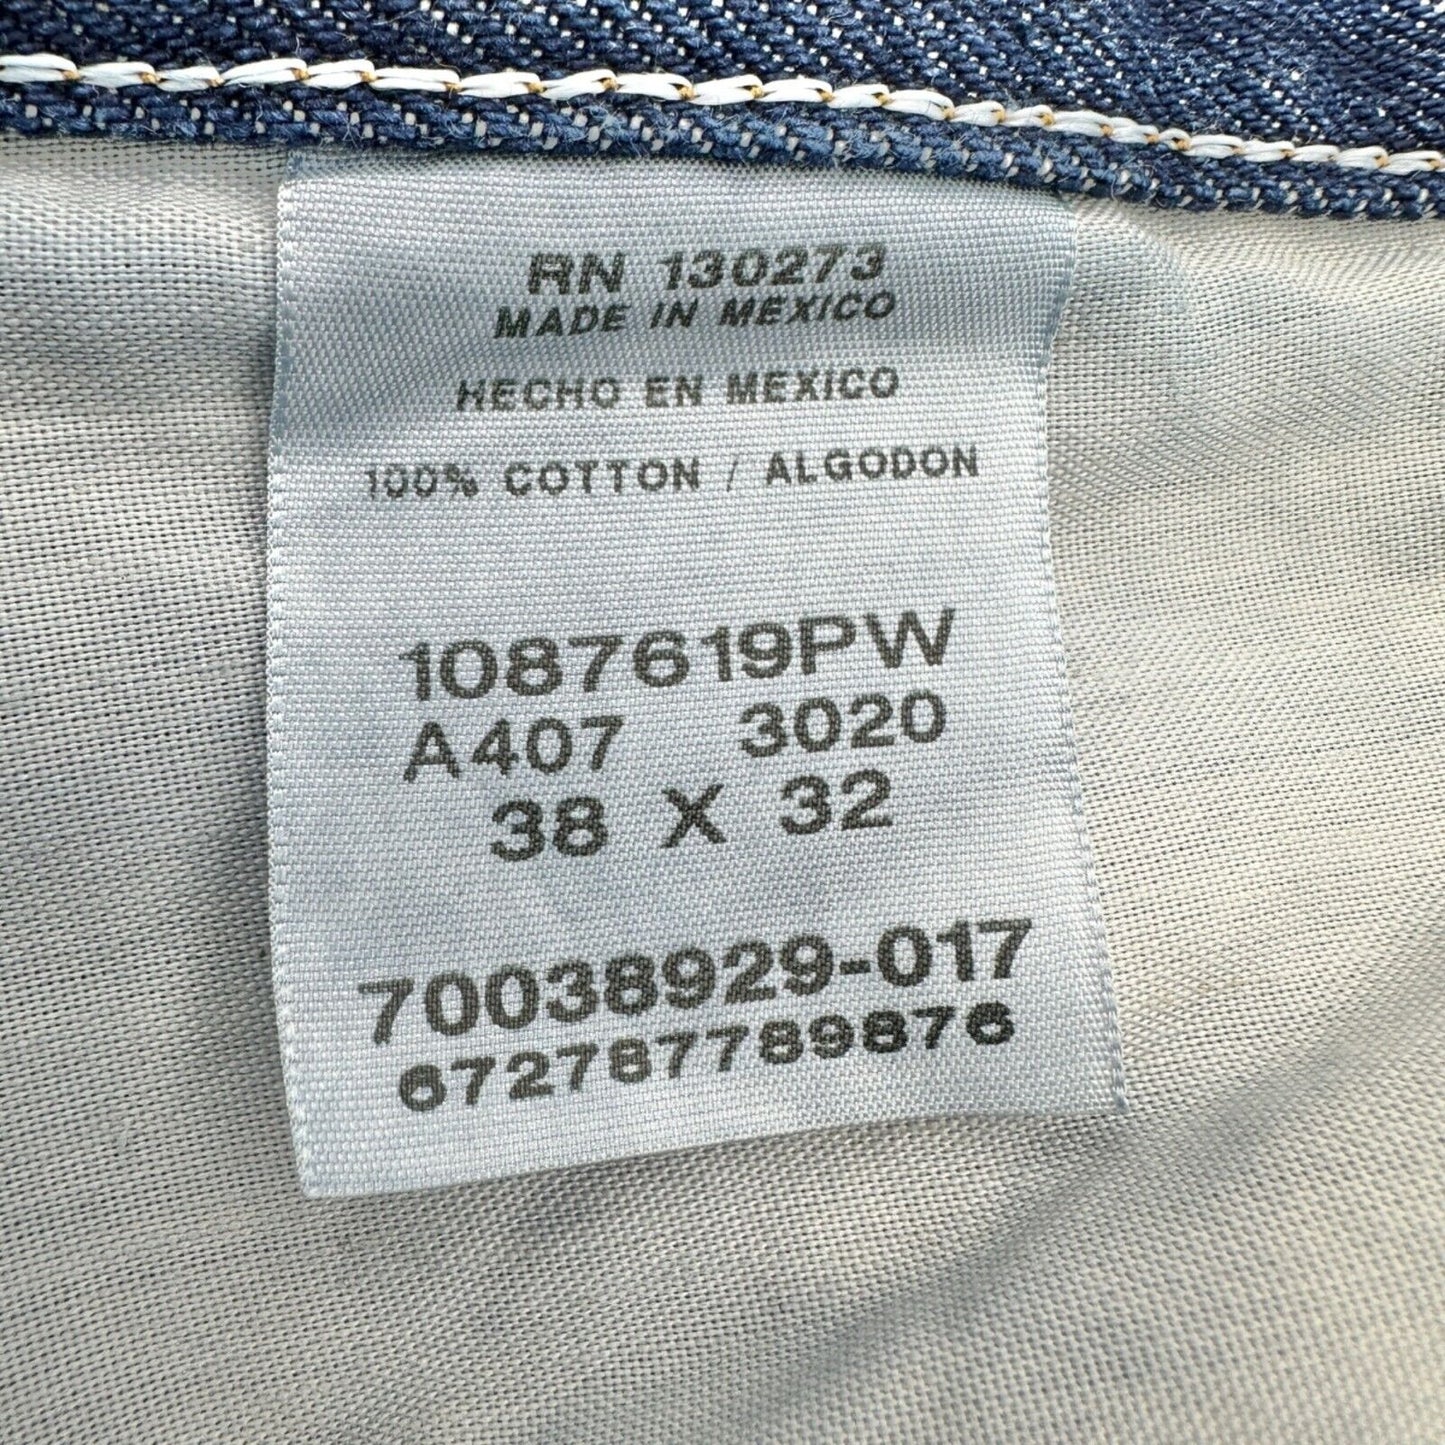 RN 130273
MADE IN MEXICO
HECHO EN MEXICO
100% COTTON / ALGODON
1087619PW
A407 3020
38 X 32
70038929-017
672787789876